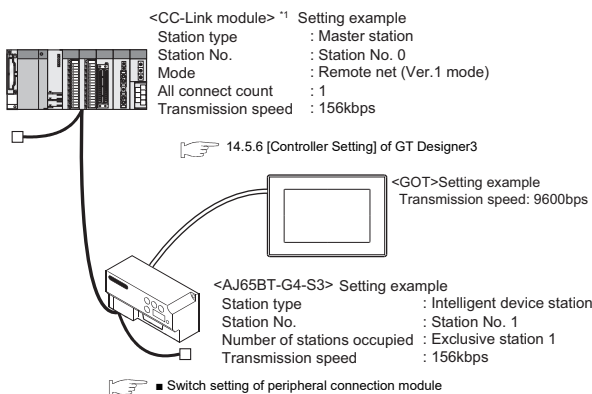 <CC-Link module> *1 Setting example
Station type : Master station
Station No. : Station No. 0
Mode : Remote net (Ver.1 mode)
All connect count : 1
Transmission speed : 156kbps
14.5.6 [Controller Setting] of GT Designer3
<GOT>Setting example
Transmission speed: 9600bps
<AJ65BT-G4-S3> Setting example
Station type : Intelligent device station
Station No. : Station No. 1
Number of stations occupied : Exclusive station 1
Transmission speed : 156kbps
■ Switch setting of peripheral connection module